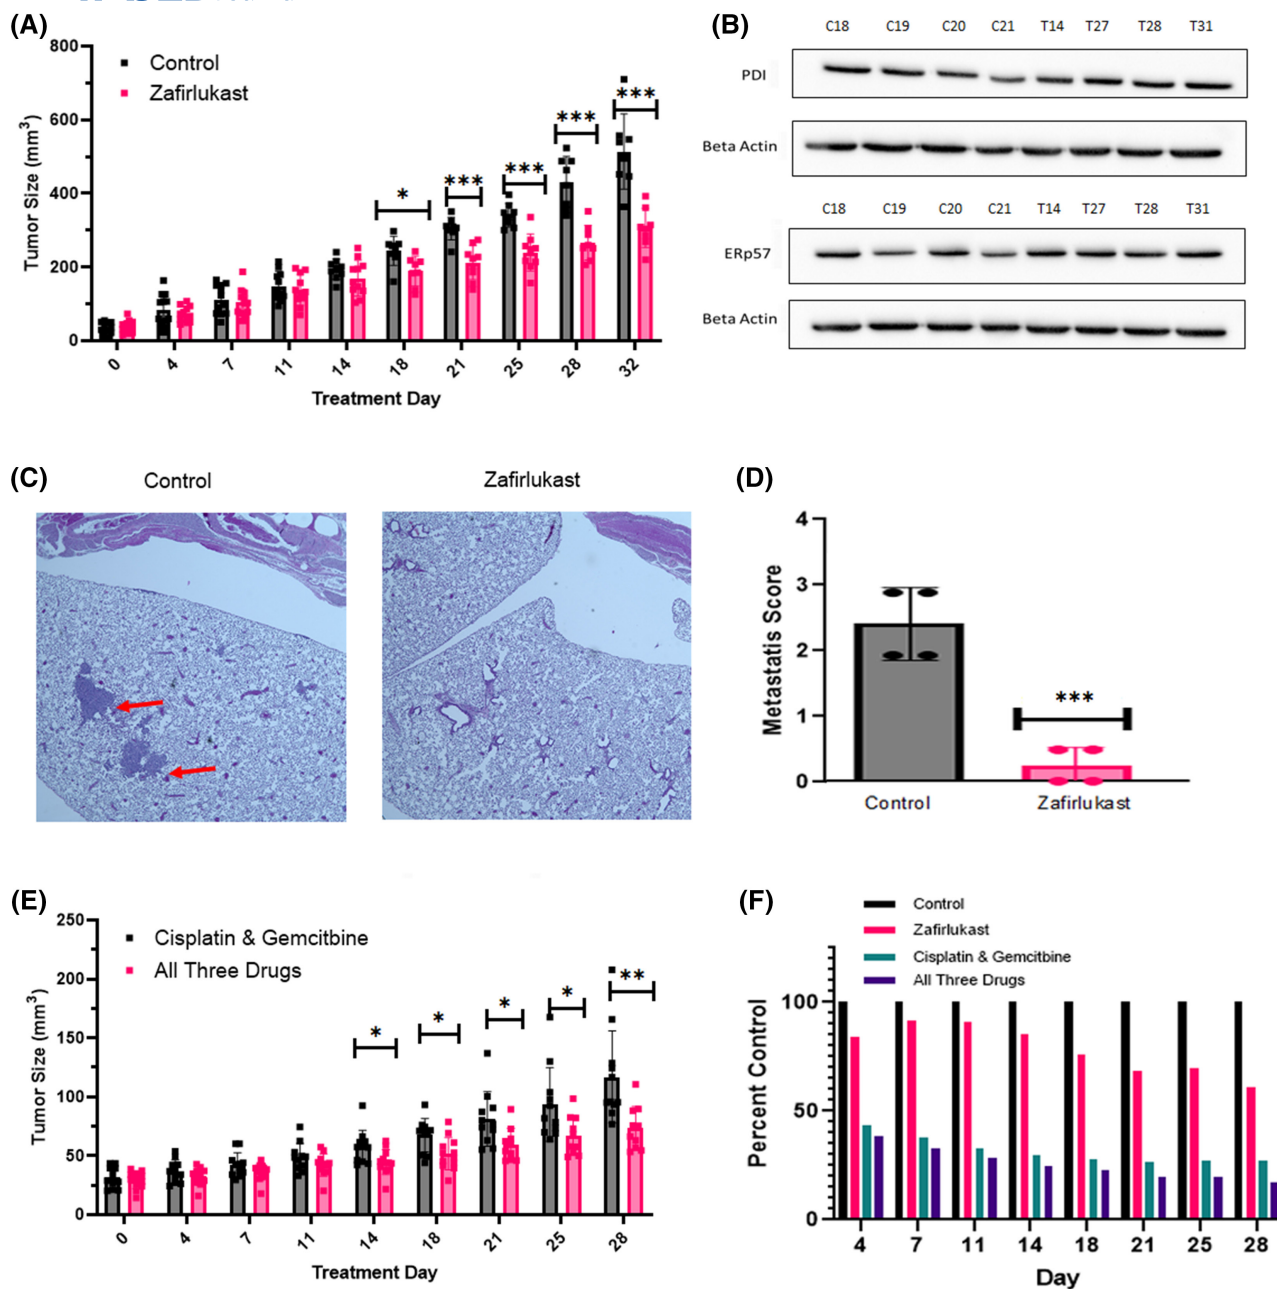 (A)
800
600
400
200
0
Tumor Size (mm3)
Control
Zafirlukast
*
***
***
***
***
0 4 7 11 14 18 21 25 28 32
Treatment Day
(B)
C18 C19 C20 C21 T14 T27 T28 T31
PDI
Beta Actin
C18 C19 C20 C21 T14 T27 T28 T31
ERp57
Beta Actin
(C)
Control Zafirlukast
(D)
4
3
2
1
0
Metastatis Score
***
Control Zafirlukast
(E)
250
200
150
100
50
0
Tumor Size (mm3)
Cisplatin & Gemcitbine
All Three Drugs
*
*
*
*
**
0 4 7 11 14 18 21 25 28
Treatment Day
(F)
Control
Zafirlukast
Cisplatin & Gemcitbine
All Three Drugs
100
50
0
Percent Control
4 7 11 14 18 21 25 28
Day